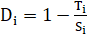 Dᵢ = 1 − Tᵢ/Sᵢ